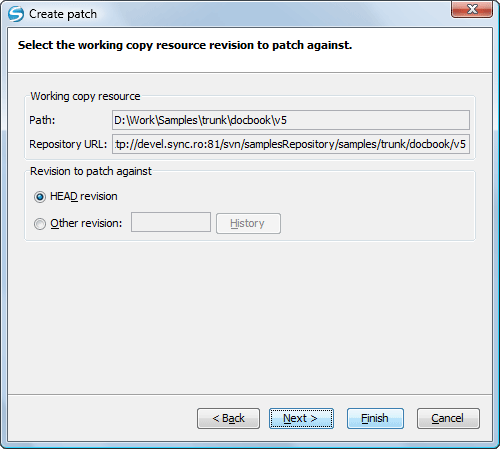 Create patch
Select the working copy resource revision to patch against.
Working copy resource
Path: D:\Work\Samples\trunk\docbook\v5
Repository URL: :tp://devel.sync.ro:81/svn/samplesRepository/samples/trunk/docbook/v5
Revision to patch against
HEAD revision
Other revision: History
< Back Next > Finish Cancel